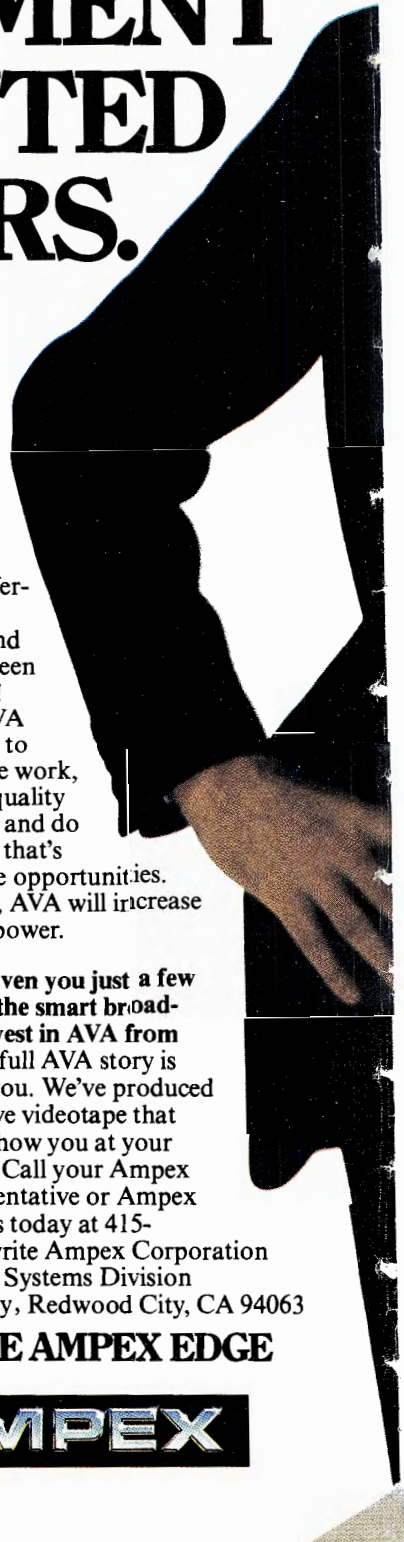 MENT
TTED
RS.
fer-
nd
een
VA
to
e work,
quality
and do
that's
e opportunities.
, AVA will increase
power.
ven you just a few
the smart broad-
vest in AVA from
full AVA story is
ou. We've produced
ve videotape that
how you at your
Call your Ampex
entative or Ampex
s today at 415-
rite Ampex Corporation
Systems Division
y, Redwood City, CA 94063
E AMPEX EDGE
MPEX